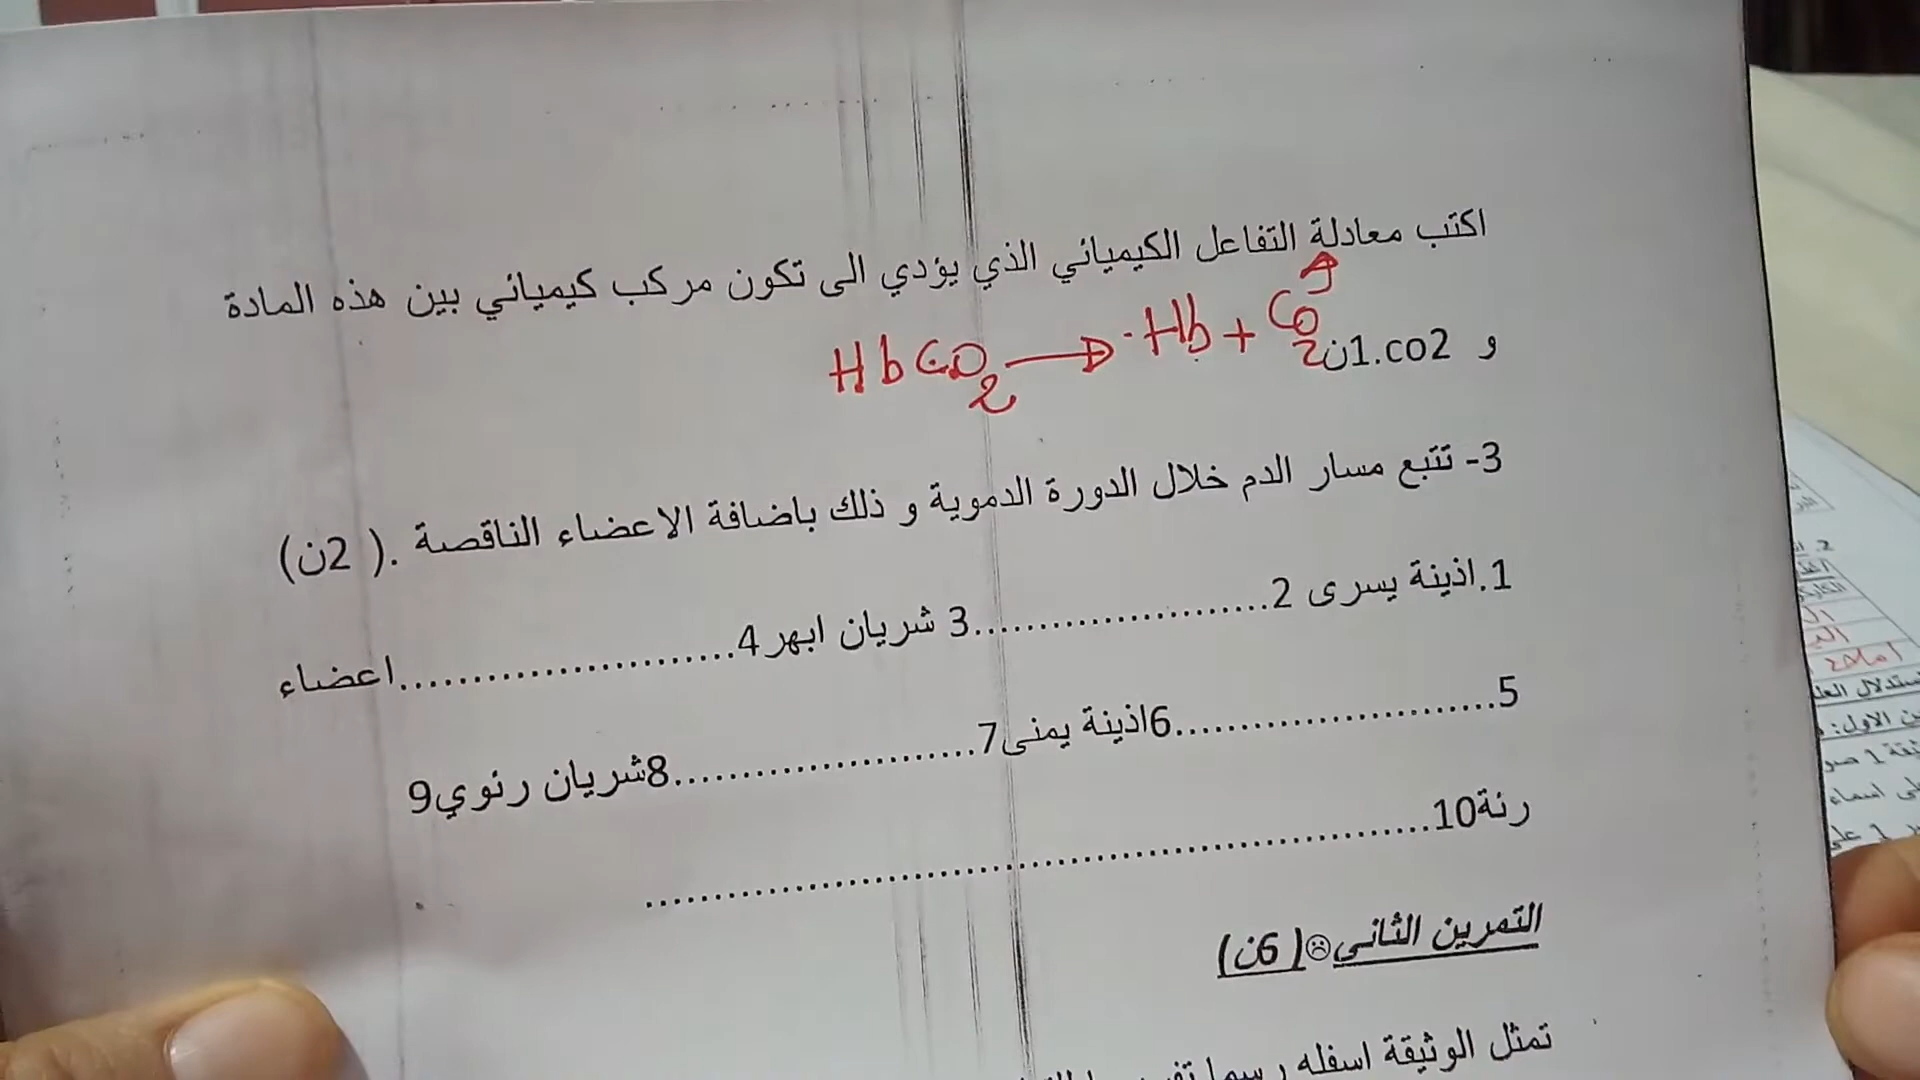 اكتب معادلة التفاعل الكيميائي الذي يؤدي الى تكون مركب كيميائي بين هذه المادة
و co2.1ن
HbCO2 → Hb + CO2
3- تتبع مسار الدم خلال الدورة الدموية و ذلك باضافة الاعضاء الناقصة .( 2ن)
1.اذينة يسرى 2......................3 شريان ابهر4.........................اعضاء
5........................6اذينة يمنى7......................8شريان رئوي9
رئة10..........................................................
التمرين الثاني☹(6ن)
تمثل الوثيقة اسفله رسما